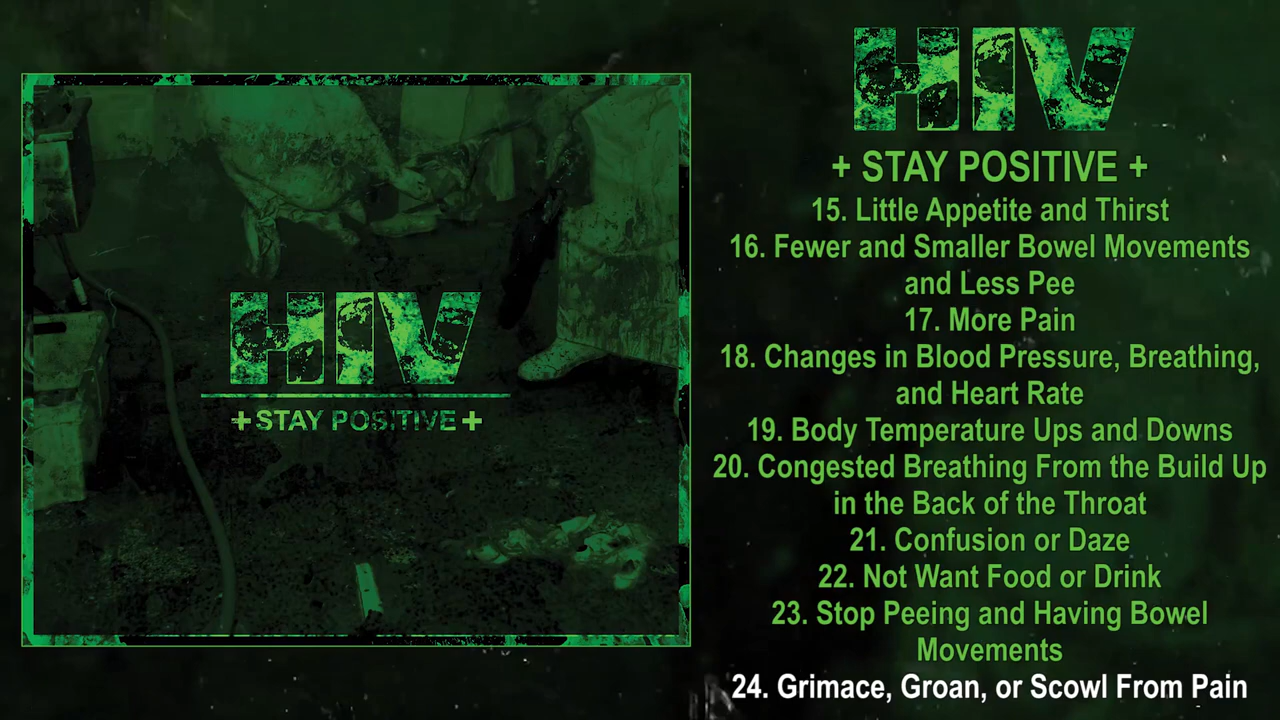 HIV
+ STAY POSITIVE +
HIV
+ STAY POSITIVE +
15. Little Appetite and Thirst
16. Fewer and Smaller Bowel Movements
and Less Pee
17. More Pain
18. Changes in Blood Pressure, Breathing,
and Heart Rate
19. Body Temperature Ups and Downs
20. Congested Breathing From the Build Up
in the Back of the Throat
21. Confusion or Daze
22. Not Want Food or Drink
23. Stop Peeing and Having Bowel
Movements
24. Grimace, Groan, or Scowl From Pain